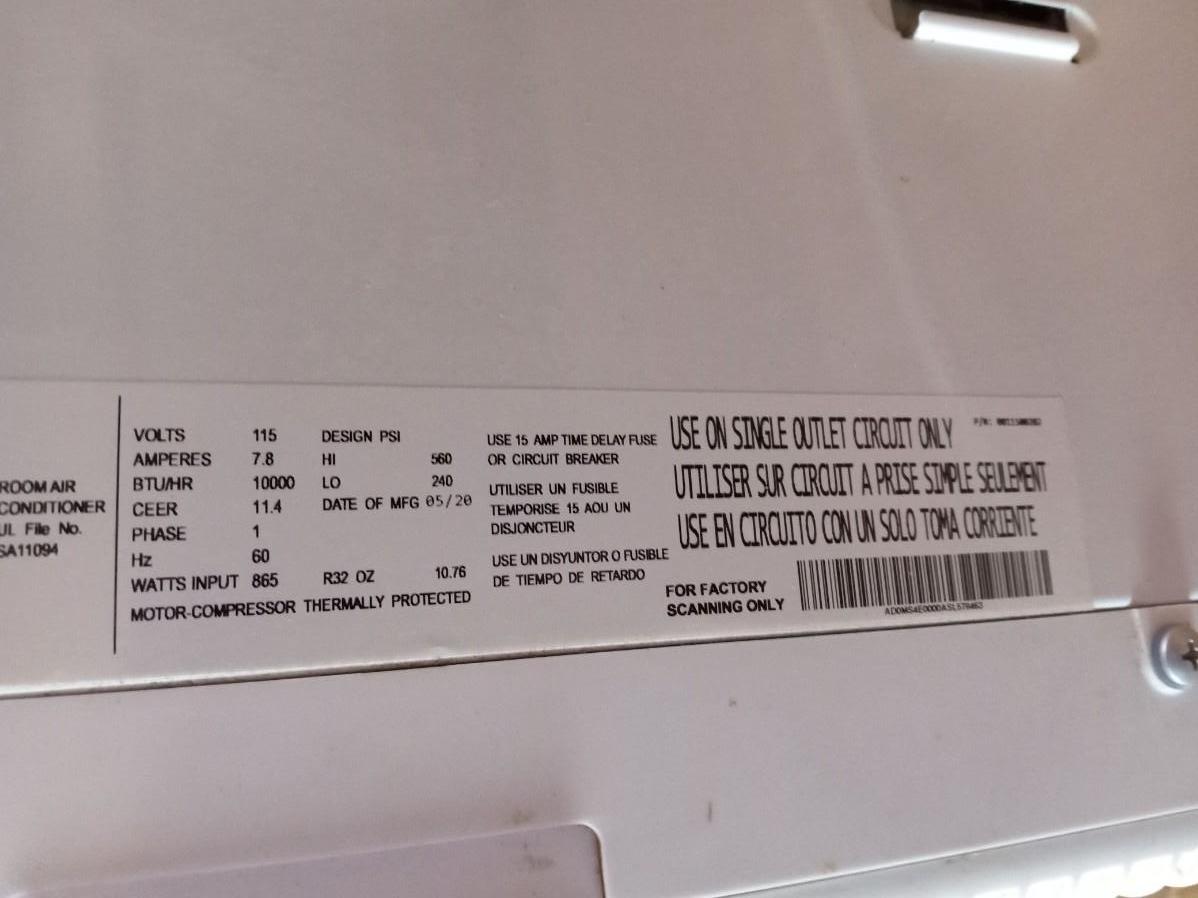 ROOM AIR
CONDITIONER
UL File No.
SA11094
VOLTS 115
AMPERES 7.8
BTU/HR 10000
CEER 11.4
PHASE 1
Hz 60
WATTS INPUT 865
DESIGN PSI
HI 560
LO 240
DATE OF MFG 05/20
R32 OZ 10.76
MOTOR-COMPRESSOR THERMALLY PROTECTED
USE 15 AMP TIME DELAY FUSE
OR CIRCUIT BREAKER
UTILISER UN FUSIBLE
TEMPORISE 15 AOU UN
DISJONCTEUR
USE UN DISYUNTOR O FUSIBLE
DE TIEMPO DE RETARDO
USE ON SINGLE OUTLET CIRCUIT ONLY
P/N:
UTILISER SUR CIRCUIT A PRISE SIMPLE SEULEMENT
USE EN CIRCUITO CON UN SOLO TOMA CORRIENTE
FOR FACTORY
SCANNING ONLY